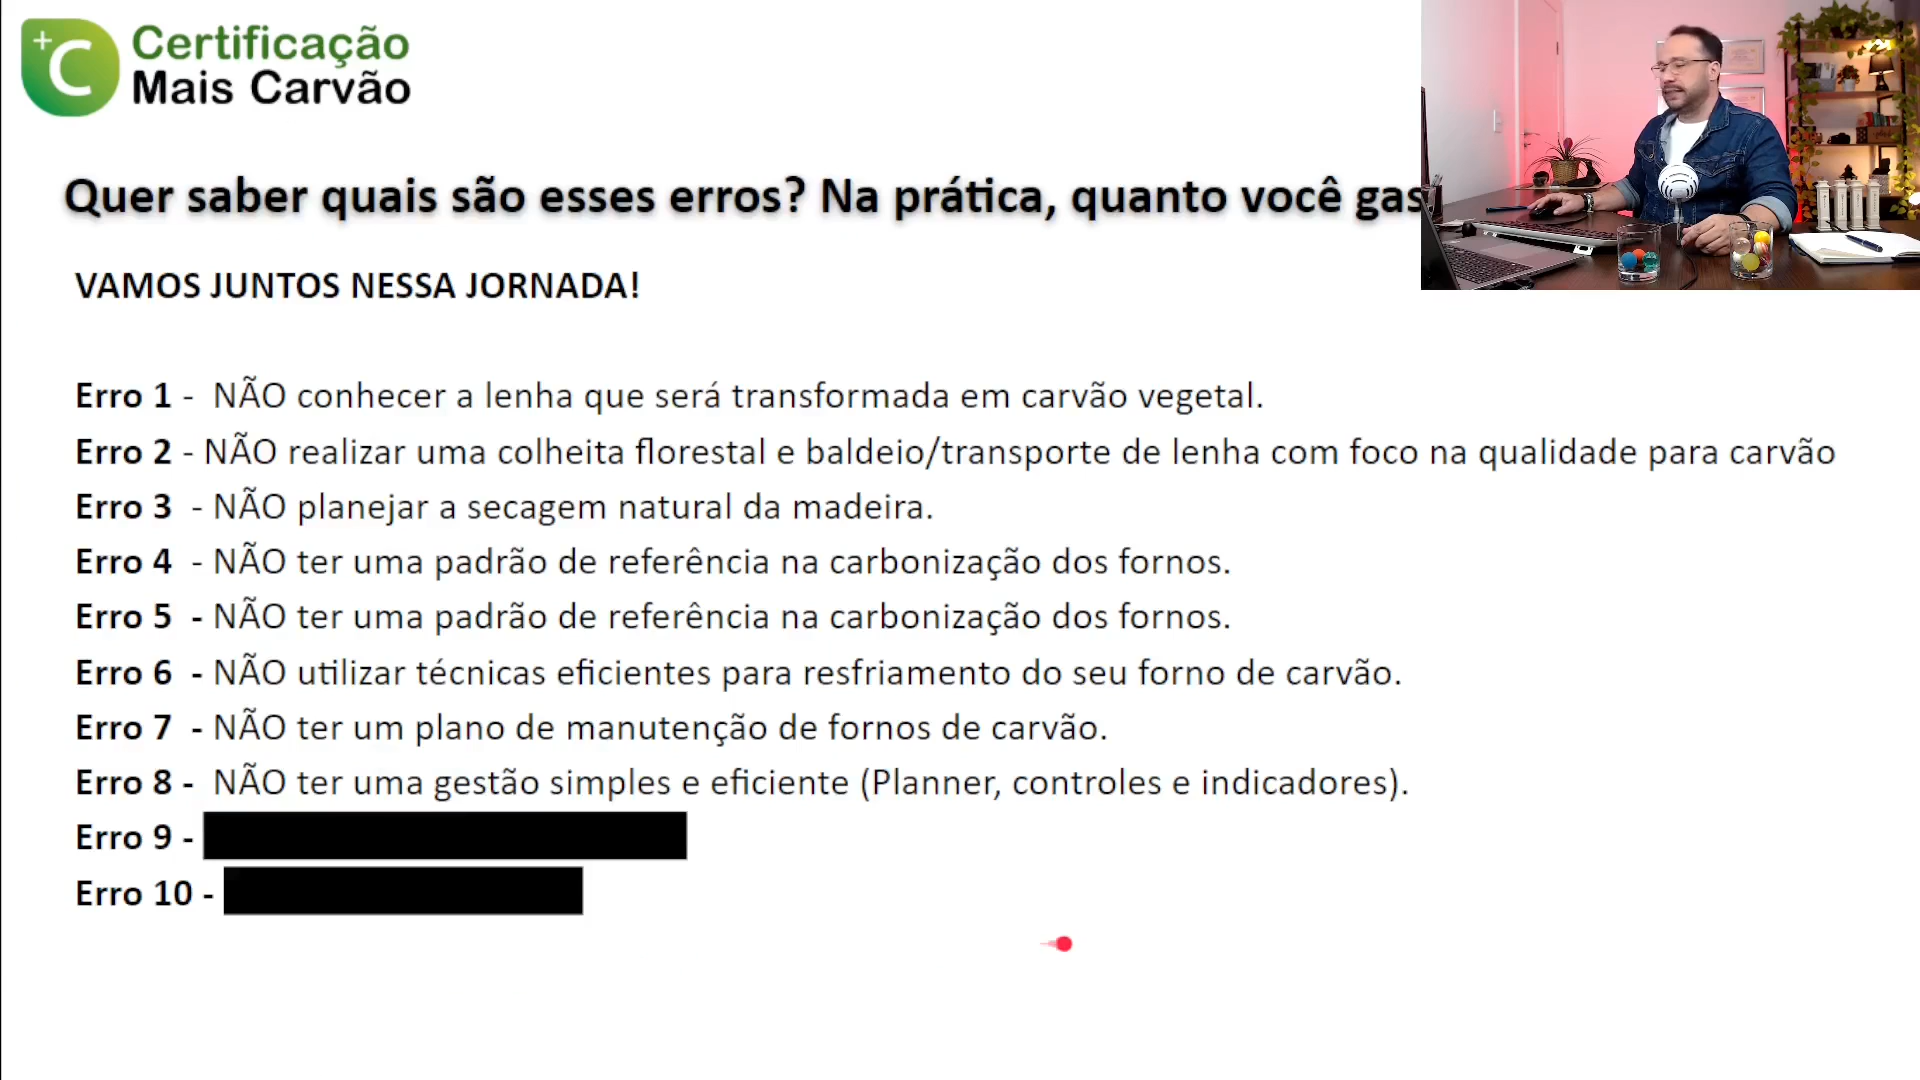 +C Certificação
Mais Carvão
Quer saber quais são esses erros? Na prática, quanto você gas
VAMOS JUNTOS NESSA JORNADA!
Erro 1 - NÃO conhecer a lenha que será transformada em carvão vegetal.
Erro 2 - NÃO realizar uma colheita florestal e baldeio/transporte de lenha com foco na qualidade para carvão
Erro 3 - NÃO planejar a secagem natural da madeira.
Erro 4 - NÃO ter uma padrão de referência na carbonização dos fornos.
Erro 5 - NÃO ter uma padrão de referência na carbonização dos fornos.
Erro 6 - NÃO utilizar técnicas eficientes para resfriamento do seu forno de carvão.
Erro 7 - NÃO ter um plano de manutenção de fornos de carvão.
Erro 8 - NÃO ter uma gestão simples e eficiente (Planner, controles e indicadores).
Erro 9 -
Erro 10 -